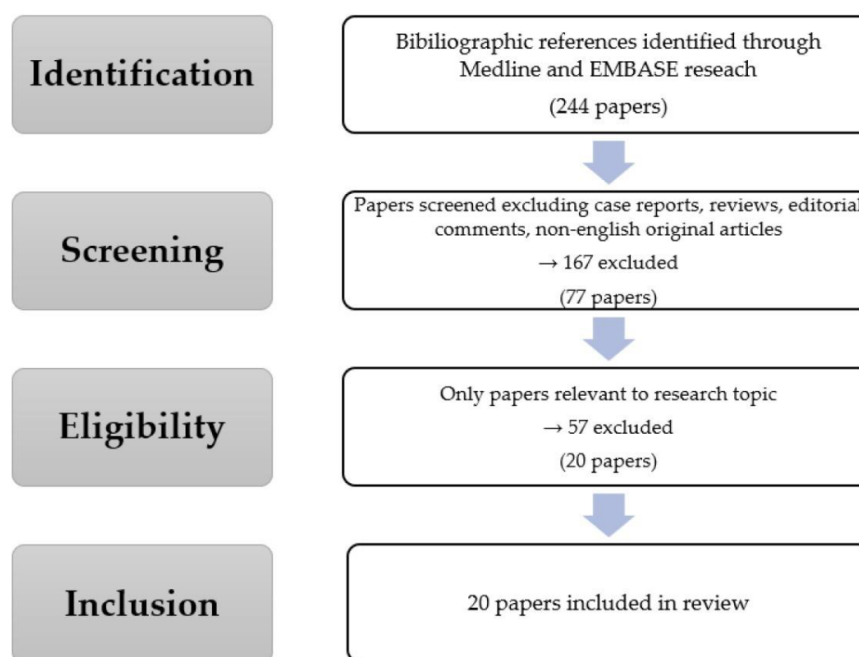 Identification
Bibiliographic references identified through
Medline and EMBASE reseach
(244 papers)
Screening
Papers screened excluding case reports, reviews, editorial
comments, non-english original articles
→ 167 excluded
(77 papers)
Eligibility
Only papers relevant to research topic
→ 57 excluded
(20 papers)
Inclusion
20 papers included in review